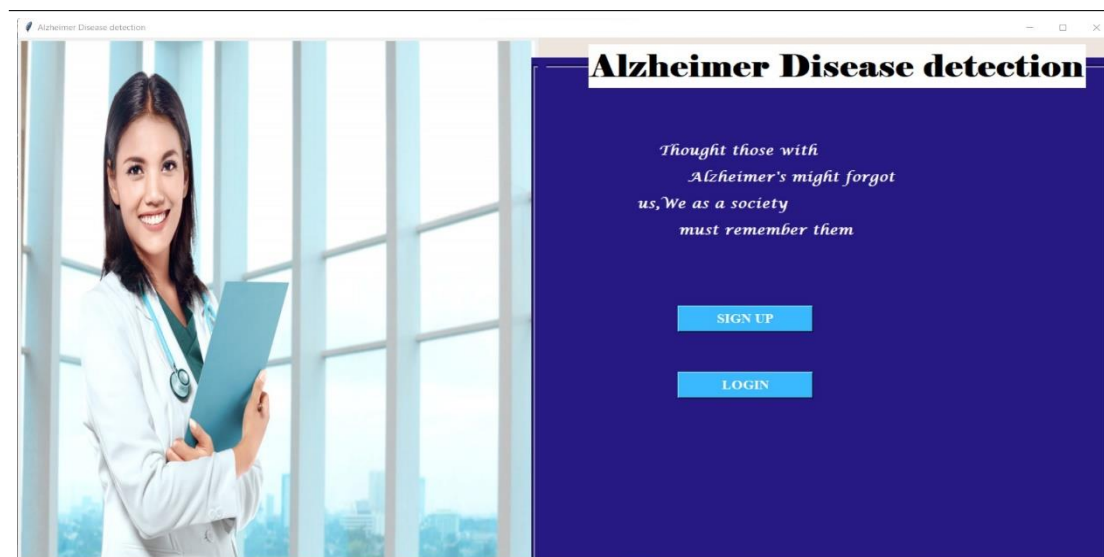 Alzheimer Disease detection
Alzheimer Disease detection
Thought those with
Alzheimer's might forgot
us,We as a society
must remember them
SIGN UP
LOGIN